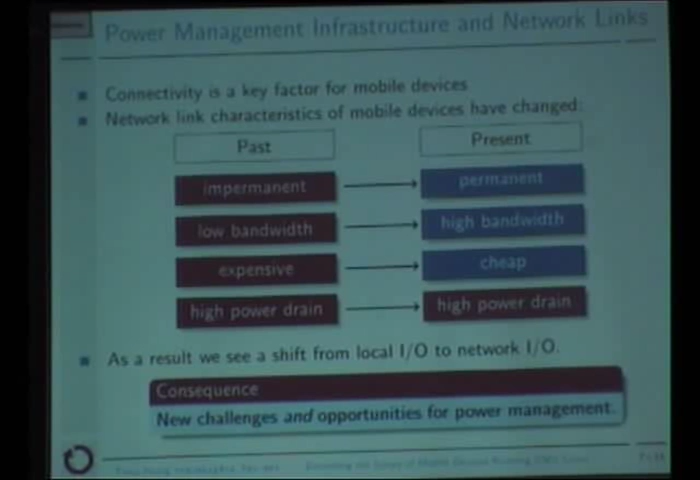 Power Management Infrastructure and Network Links
Connectivity is a key factor for mobile devices
Network link characteristics of mobile devices have changed:
Past
Present
impermanent
permanent
low bandwidth
high bandwidth
expensive
cheap
high power drain
high power drain
As a result we see a shift from local I/O to network I/O.
Consequence
New challenges and opportunities for power management.